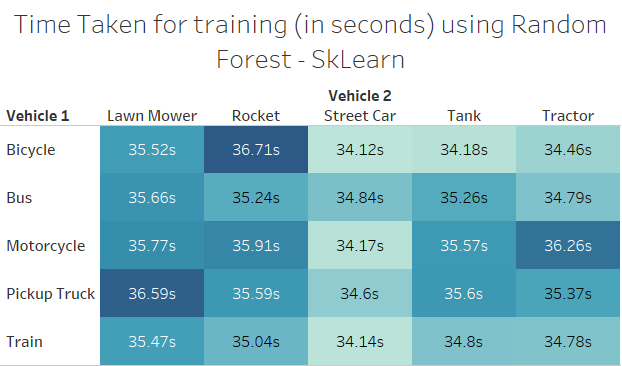 Time Taken for training (in seconds) using Random
Forest - SkLearn
Vehicle 2
Vehicle 1 Lawn Mower Rocket Street Car Tank Tractor
Bicycle 35.52s 36.71s 34.12s 34.18s 34.46s
Bus 35.66s 35.24s 34.84s 35.26s 34.79s
Motorcycle 35.77s 35.91s 34.17s 35.57s 36.26s
Pickup Truck 36.59s 35.59s 34.6s 35.6s 35.37s
Train 35.47s 35.04s 34.14s 34.8s 34.78s